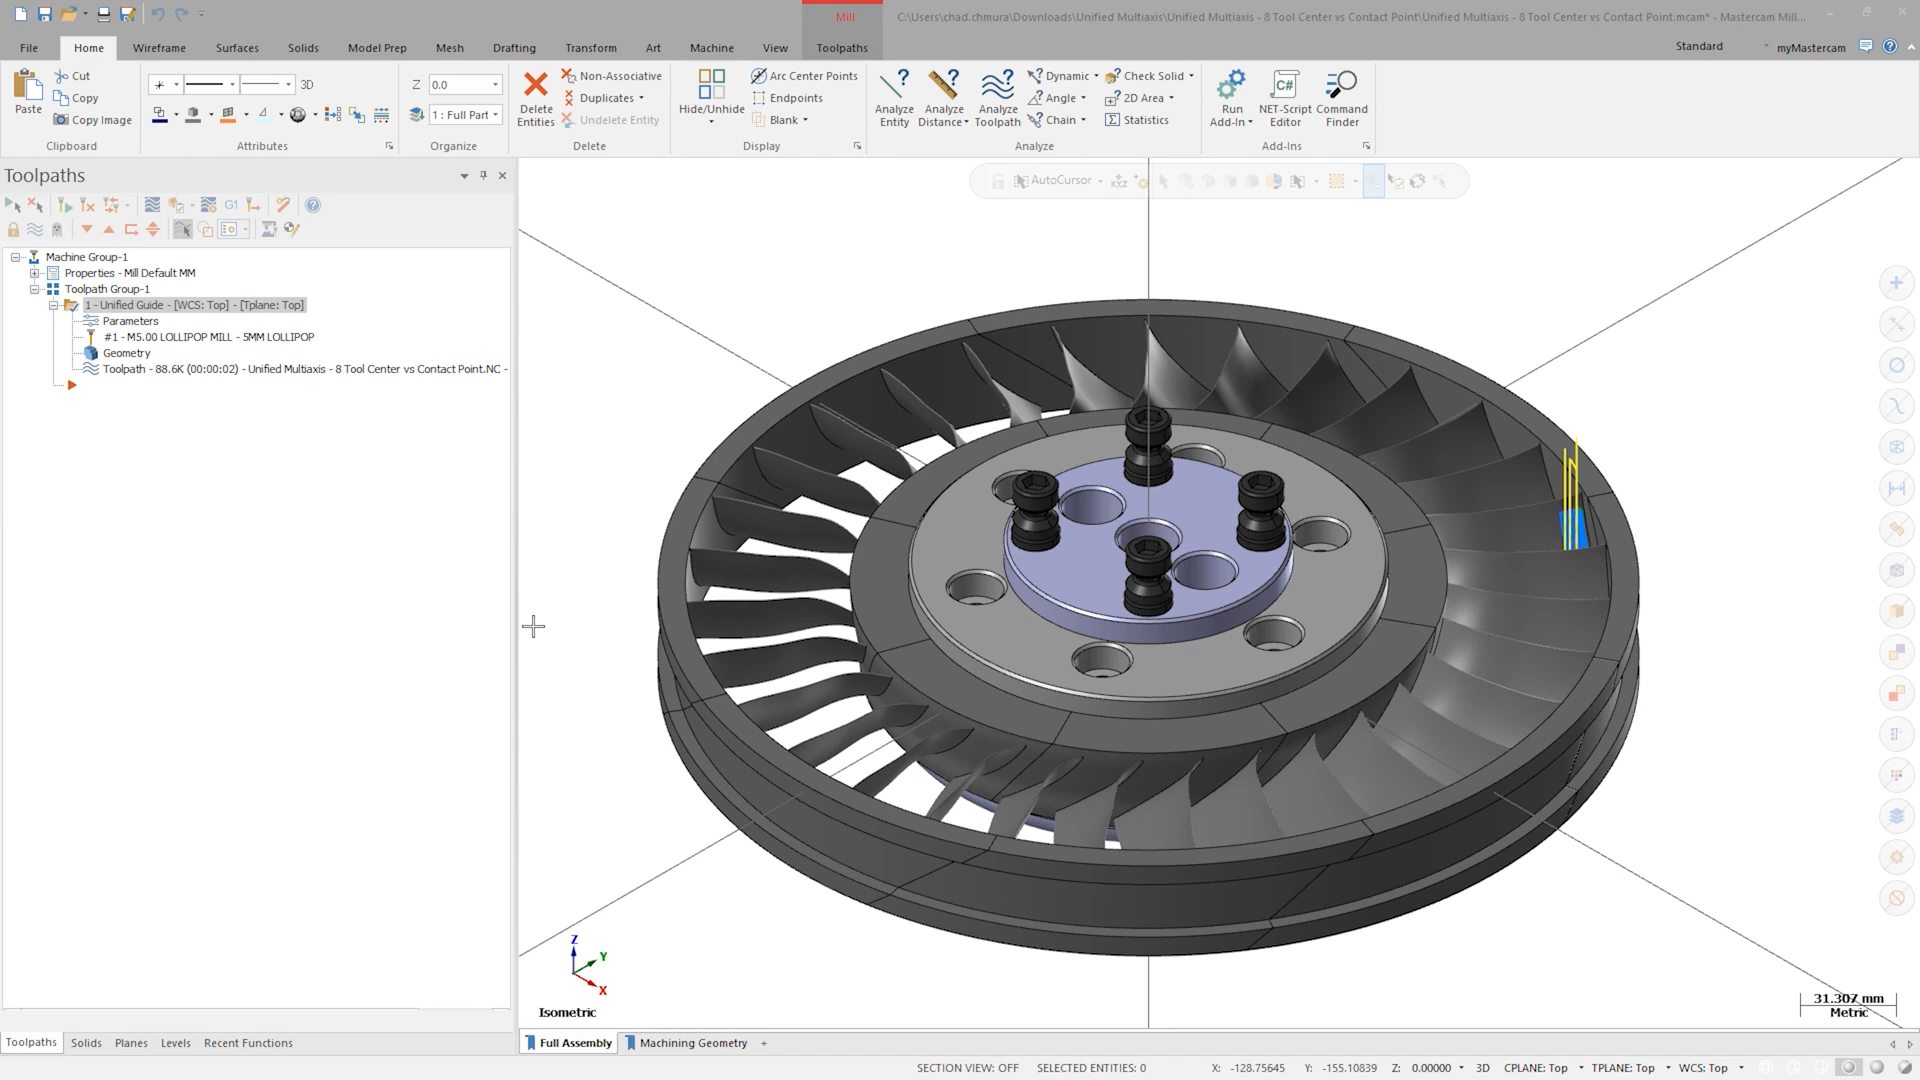 Mill
C:\Users\chad.chmura\Downloads\Unified Multiaxis\Unified Multiaxis - 8 Tool Center vs Contact Point\Unified Multiaxis - 8 Tool Center vs Contact Point.mcam* - Mastercam Mill...
File Home Wireframe Surfaces Solids Model Prep Mesh Drafting Transform Art Machine View Toolpaths Standard myMastercam
Paste Cut Copy Copy Image
Clipboard
3D
Attributes
Z 0.0
1 : Full Part
Organize
Delete Entities Non-Associative Duplicates Undelete Entity
Delete
Hide/Unhide Arc Center Points Endpoints Blank
Display
Analyze Entity Analyze Distance Analyze Toolpath Dynamic Angle Chain Check Solid 2D Area Statistics
Analyze
Run Add-In C# NET-Script Editor Command Finder
Add-Ins
Toolpaths
AutoCursor
G1
Machine Group-1
Properties - Mill Default MM
Toolpath Group-1
1 - Unified Guide - [WCS: Top] - [Tplane: Top]
Parameters
#1 - M5.00 LOLLIPOP MILL - 5MM LOLLIPOP
Geometry
Toolpath - 88.6K (00:00:02) - Unified Multiaxis - 8 Tool Center vs Contact Point.NC -
Z
Y
X
Isometric
31.307 mm
Metric
Toolpaths Solids Planes Levels Recent Functions
Full Assembly Machining Geometry +
SECTION VIEW: OFF SELECTED ENTITIES: 0 X: -128.75645 Y: -155.10839 Z: 0.00000 3D CPLANE: Top TPLANE: Top WCS: Top